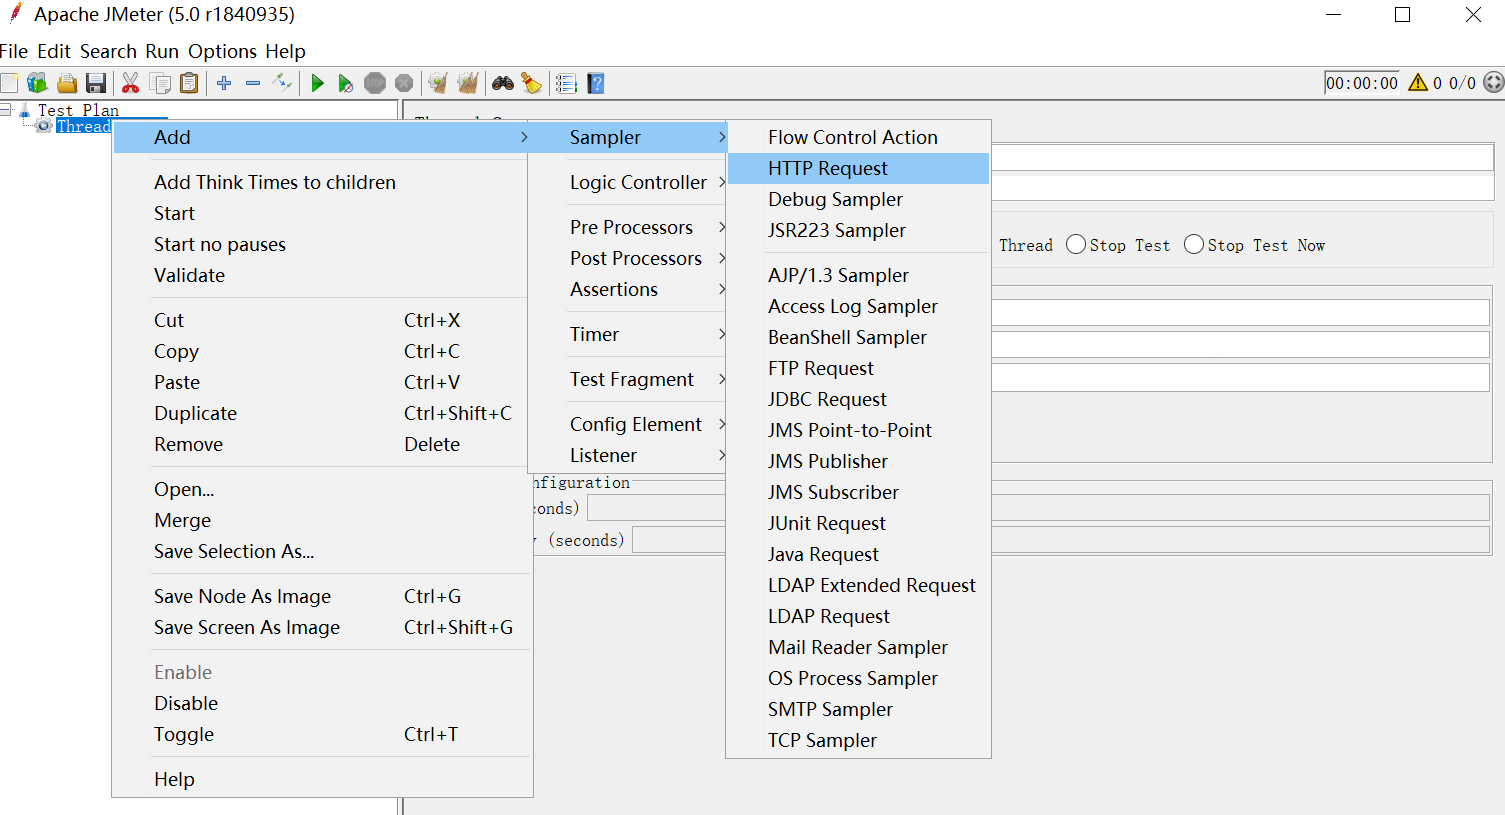 Apache JMeter (5.0 r1840935)
File Edit Search Run Options Help
00:00:00 0 0/0
Test Plan
Thread
Add
Add Think Times to children
Start
Start no pauses
Validate
Cut Ctrl+X
Copy Ctrl+C
Paste Ctrl+V
Duplicate Ctrl+Shift+C
Remove Delete
Open...
Merge
Save Selection As...
Save Node As Image Ctrl+G
Save Screen As Image Ctrl+Shift+G
Enable
Disable
Toggle Ctrl+T
Help
Sampler
Logic Controller
Pre Processors
Post Processors
Assertions
Timer
Test Fragment
Config Element
Listener
Flow Control Action
HTTP Request
Debug Sampler
JSR223 Sampler
AJP/1.3 Sampler
Access Log Sampler
BeanShell Sampler
FTP Request
JDBC Request
JMS Point-to-Point
JMS Publisher
JMS Subscriber
JUnit Request
Java Request
LDAP Extended Request
LDAP Request
Mail Reader Sampler
OS Process Sampler
SMTP Sampler
TCP Sampler
Thread Stop Test Stop Test Now
nfiguration
conds)
(seconds)